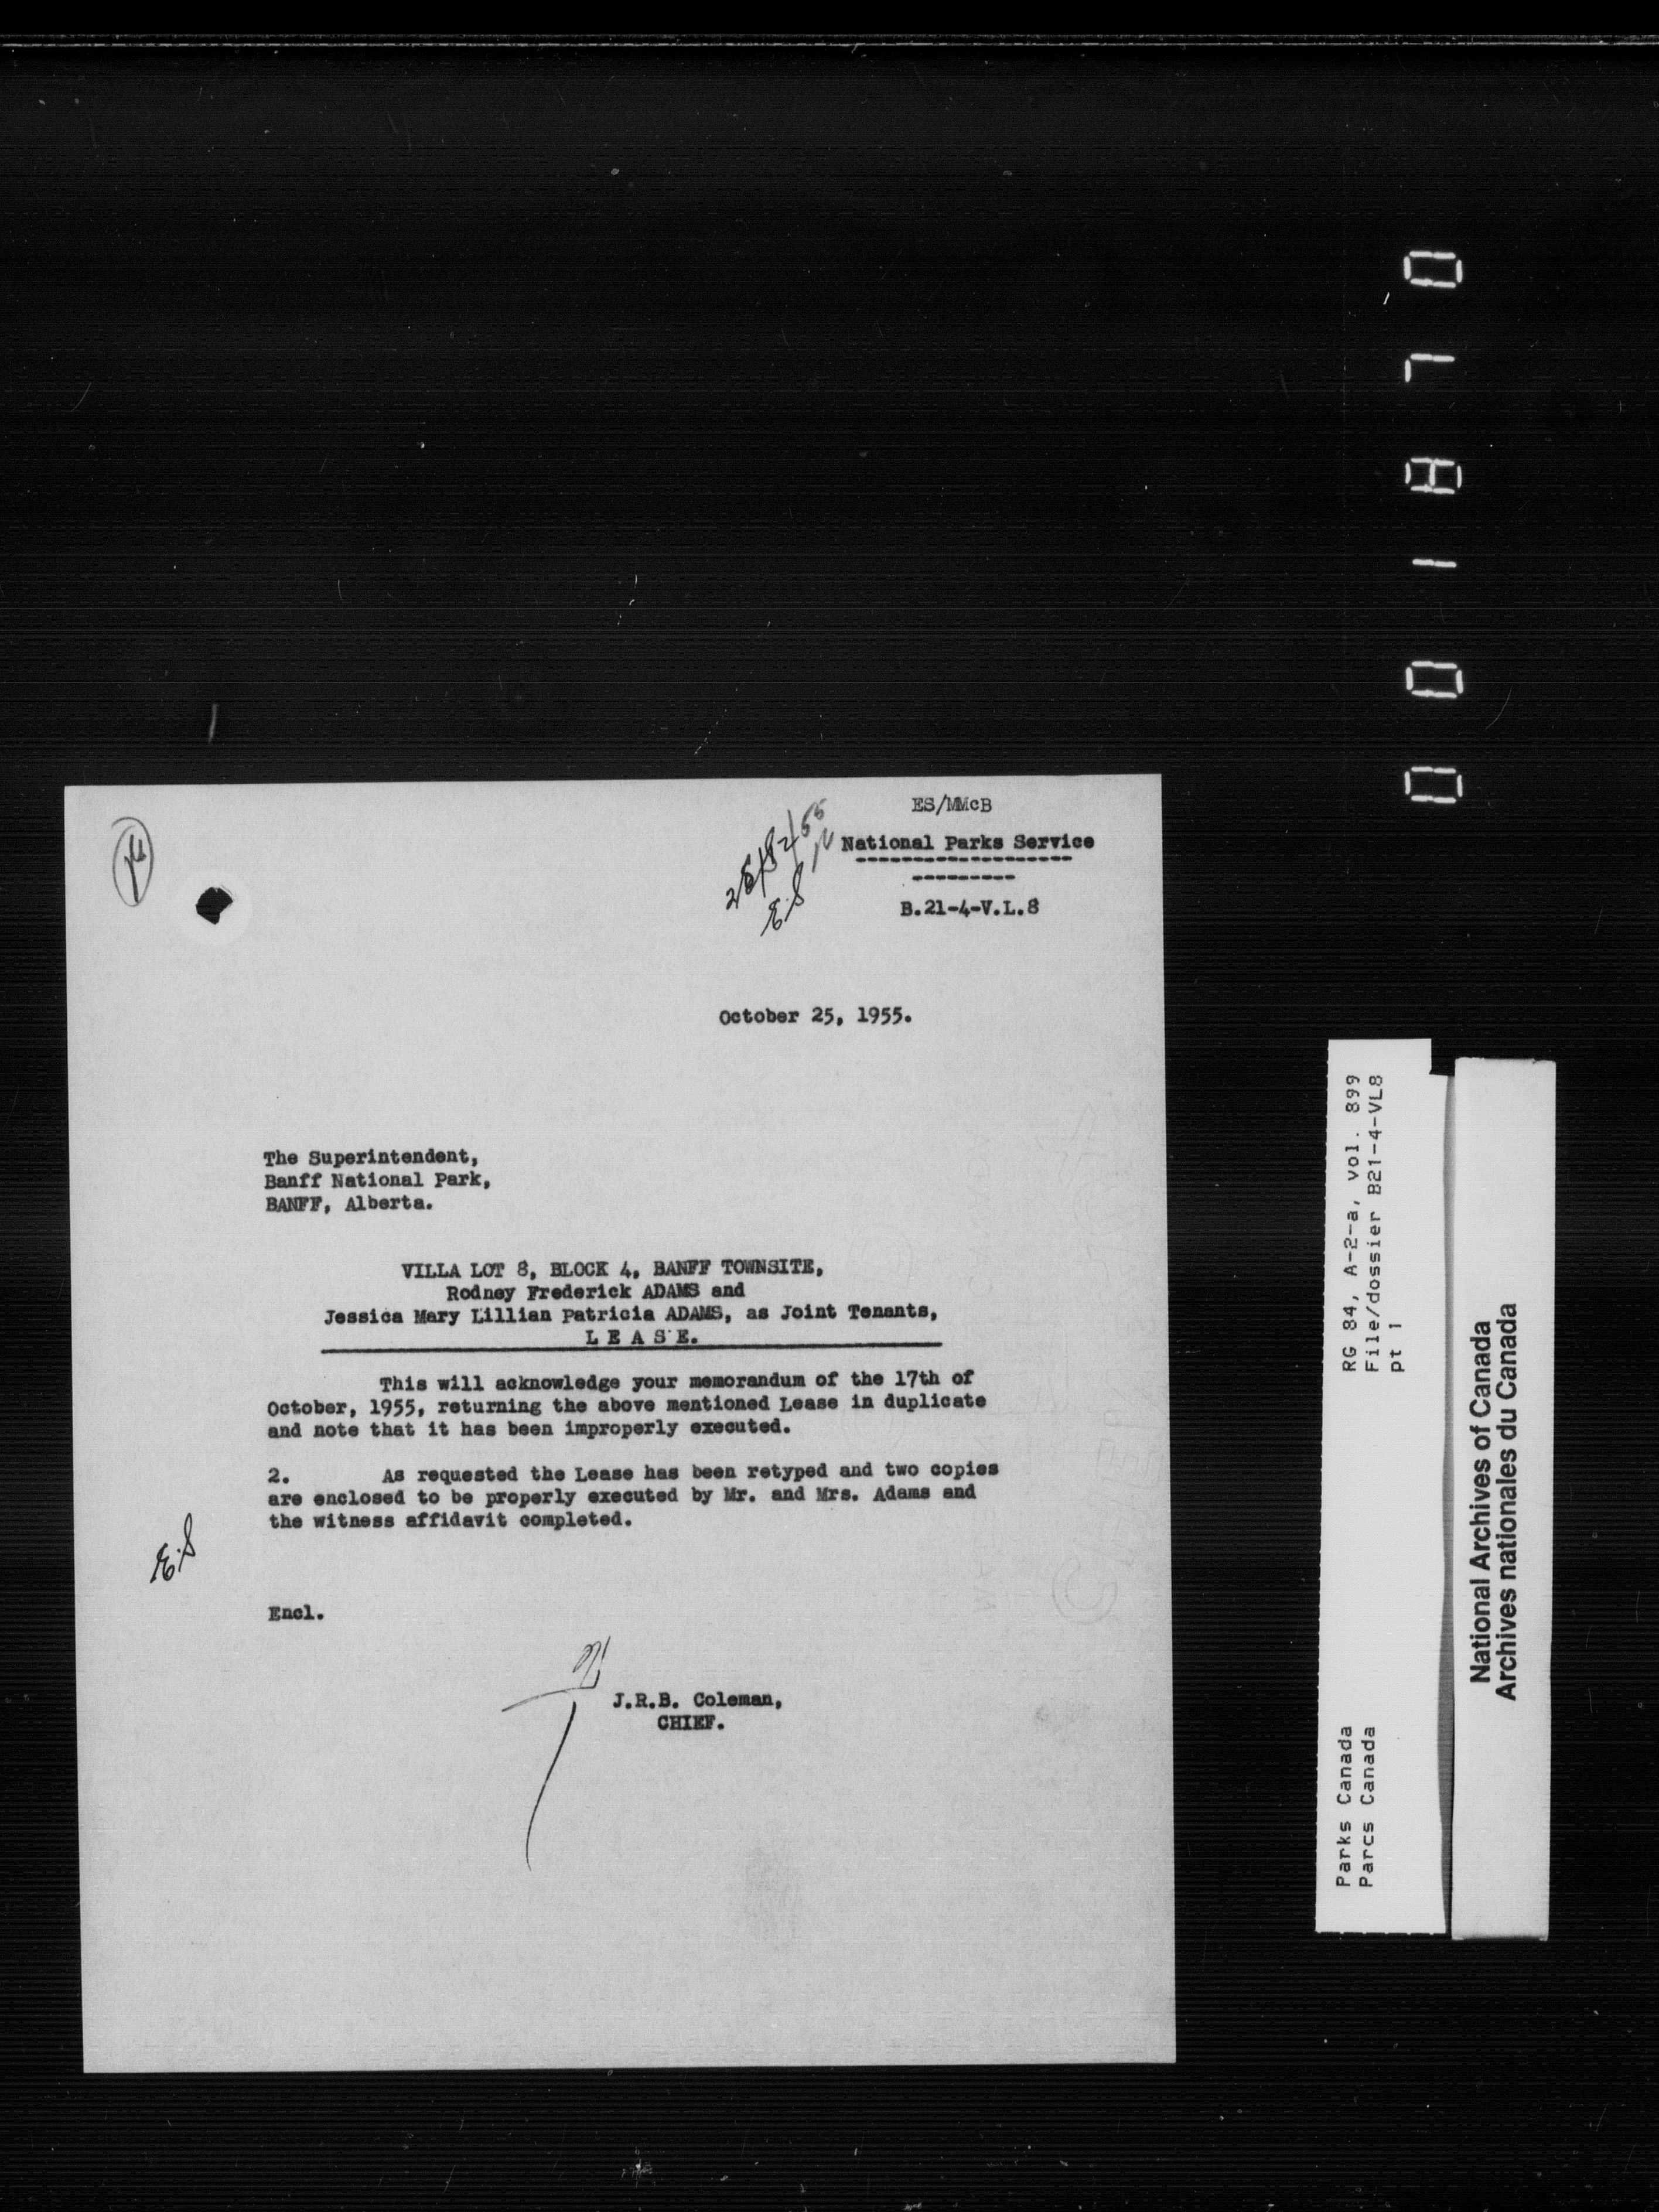 ES/MMcB
National Parks Service
B.21-4-V.L.8
E.S
October 25, 1955.
The Superintendent,
Banff National Park,
BANFF, Alberta.
VILLA LOT 8, BLOCK 4, BANFF TOWNSITE,
Rodney Frederick ADAMS and
Jessica Mary Lillian Patricia ADAMS, as Joint Tenants,
L E A S E.
This will acknowledge your memorandum of the 17th of
October, 1955, returning the above mentioned Lease in duplicate
and note that it has been improperly executed.
2. As requested the Lease has been retyped and two copies
are enclosed to be properly executed by Mr. and Mrs. Adams and
the witness affidavit completed.
E.S
Encl.
J.R.B. Coleman,
CHIEF.
RG 84, A-2-a, vol. 899
File/dossier B21-4-VL8
pt 1
Parks Canada
Parcs Canada
National Archives of Canada
Archives nationales du Canada